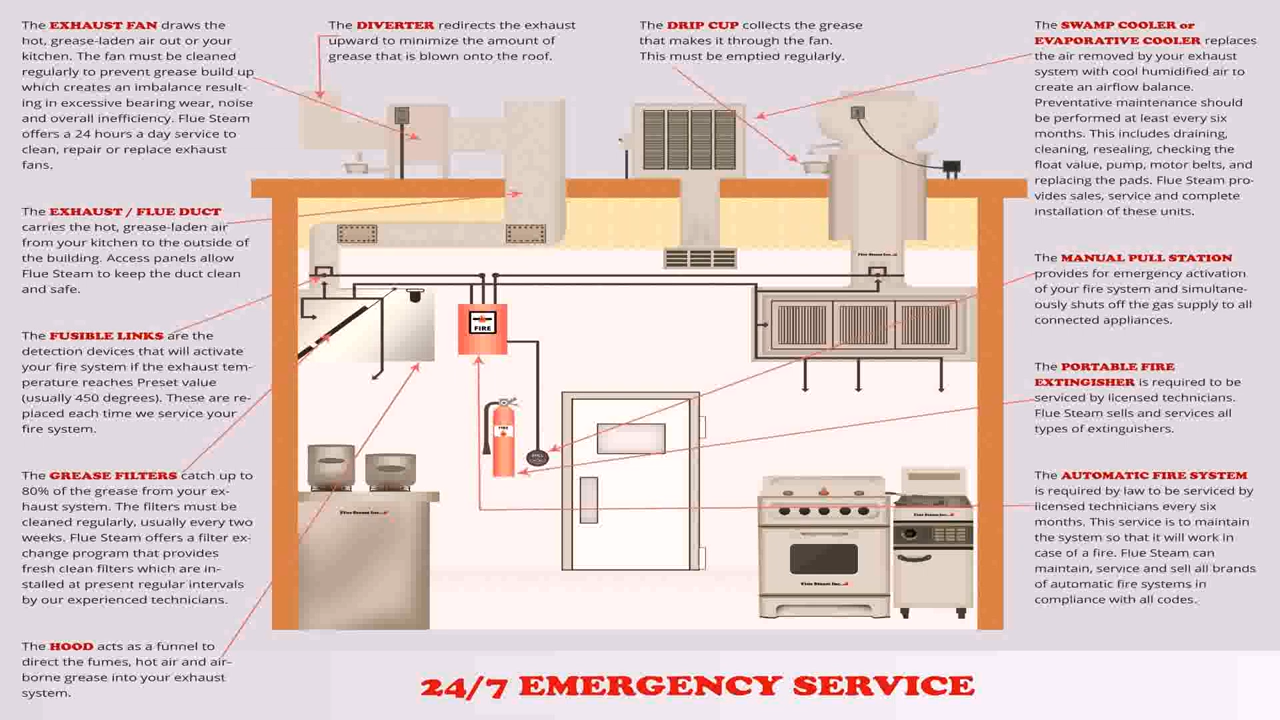 The EXHAUST FAN draws the
hot, grease-laden air out or your
kitchen. The fan must be cleaned
regularly to prevent grease build up
which creates an imbalance result-
ing in excessive bearing wear, noise
and overall inefficiency. Flue Steam
offers a 24 hours a day service to
clean, repair or replace exhaust
fans.
The EXHAUST / FLUE DUCT
carries the hot, grease-laden air
from your kitchen to the outside of
the building. Access panels allow
Flue Steam to keep the duct clean
and safe.
The FUSIBLE LINKS are the
detection devices that will activate
your fire system if the exhaust tem-
perature reaches Preset value
(usually 450 degrees). These are re-
placed each time we service your
fire system.
The GREASE FILTERS catch up to
80% of the grease from your ex-
haust system. The filters must be
cleaned regularly, usually every two
weeks. Flue Steam offers a filter ex-
change program that provides
fresh clean filters which are in-
stalled at present regular intervals
by our experienced technicians.
The HOOD acts as a funnel to
direct the fumes, hot air and air-
borne grease into your exhaust
system.
The DIVERTER redirects the exhaust
upward to minimize the amount of
grease that is blown onto the roof.
The DRIP CUP collects the grease
that makes it through the fan.
This must be emptied regularly.
The SWAMP COOLER or
EVAPORATIVE COOLER replaces
the air removed by your exhaust
system with cool humidified air to
create an airflow balance.
Preventative maintenance should
be performed at least every six
months. This includes draining,
cleaning, resealing, checking the
float value, pump, motor belts, and
replacing the pads. Flue Steam pro-
vides sales, service and complete
installation of these units.
The MANUAL PULL STATION
provides for emergency activation
of your fire system and simultane-
ously shuts off the gas supply to all
connected appliances.
The PORTABLE FIRE
EXTINGISHER is required to be
serviced by licensed technicians.
Flue Steam sells and services all
types of extinguishers.
The AUTOMATIC FIRE SYSTEM
is required by law to be serviced by
licensed technicians every six
months. This service is to maintain
the system so that it will work in
case of a fire. Flue Steam can
maintain, service and sell all brands
of automatic fire systems in
compliance with all codes.
Flue Steam Inc.
FIRE
FIRE
Flue Steam Inc.
Flue Steam Inc.
Flue Steam Inc.
24/7 EMERGENCY SERVICE